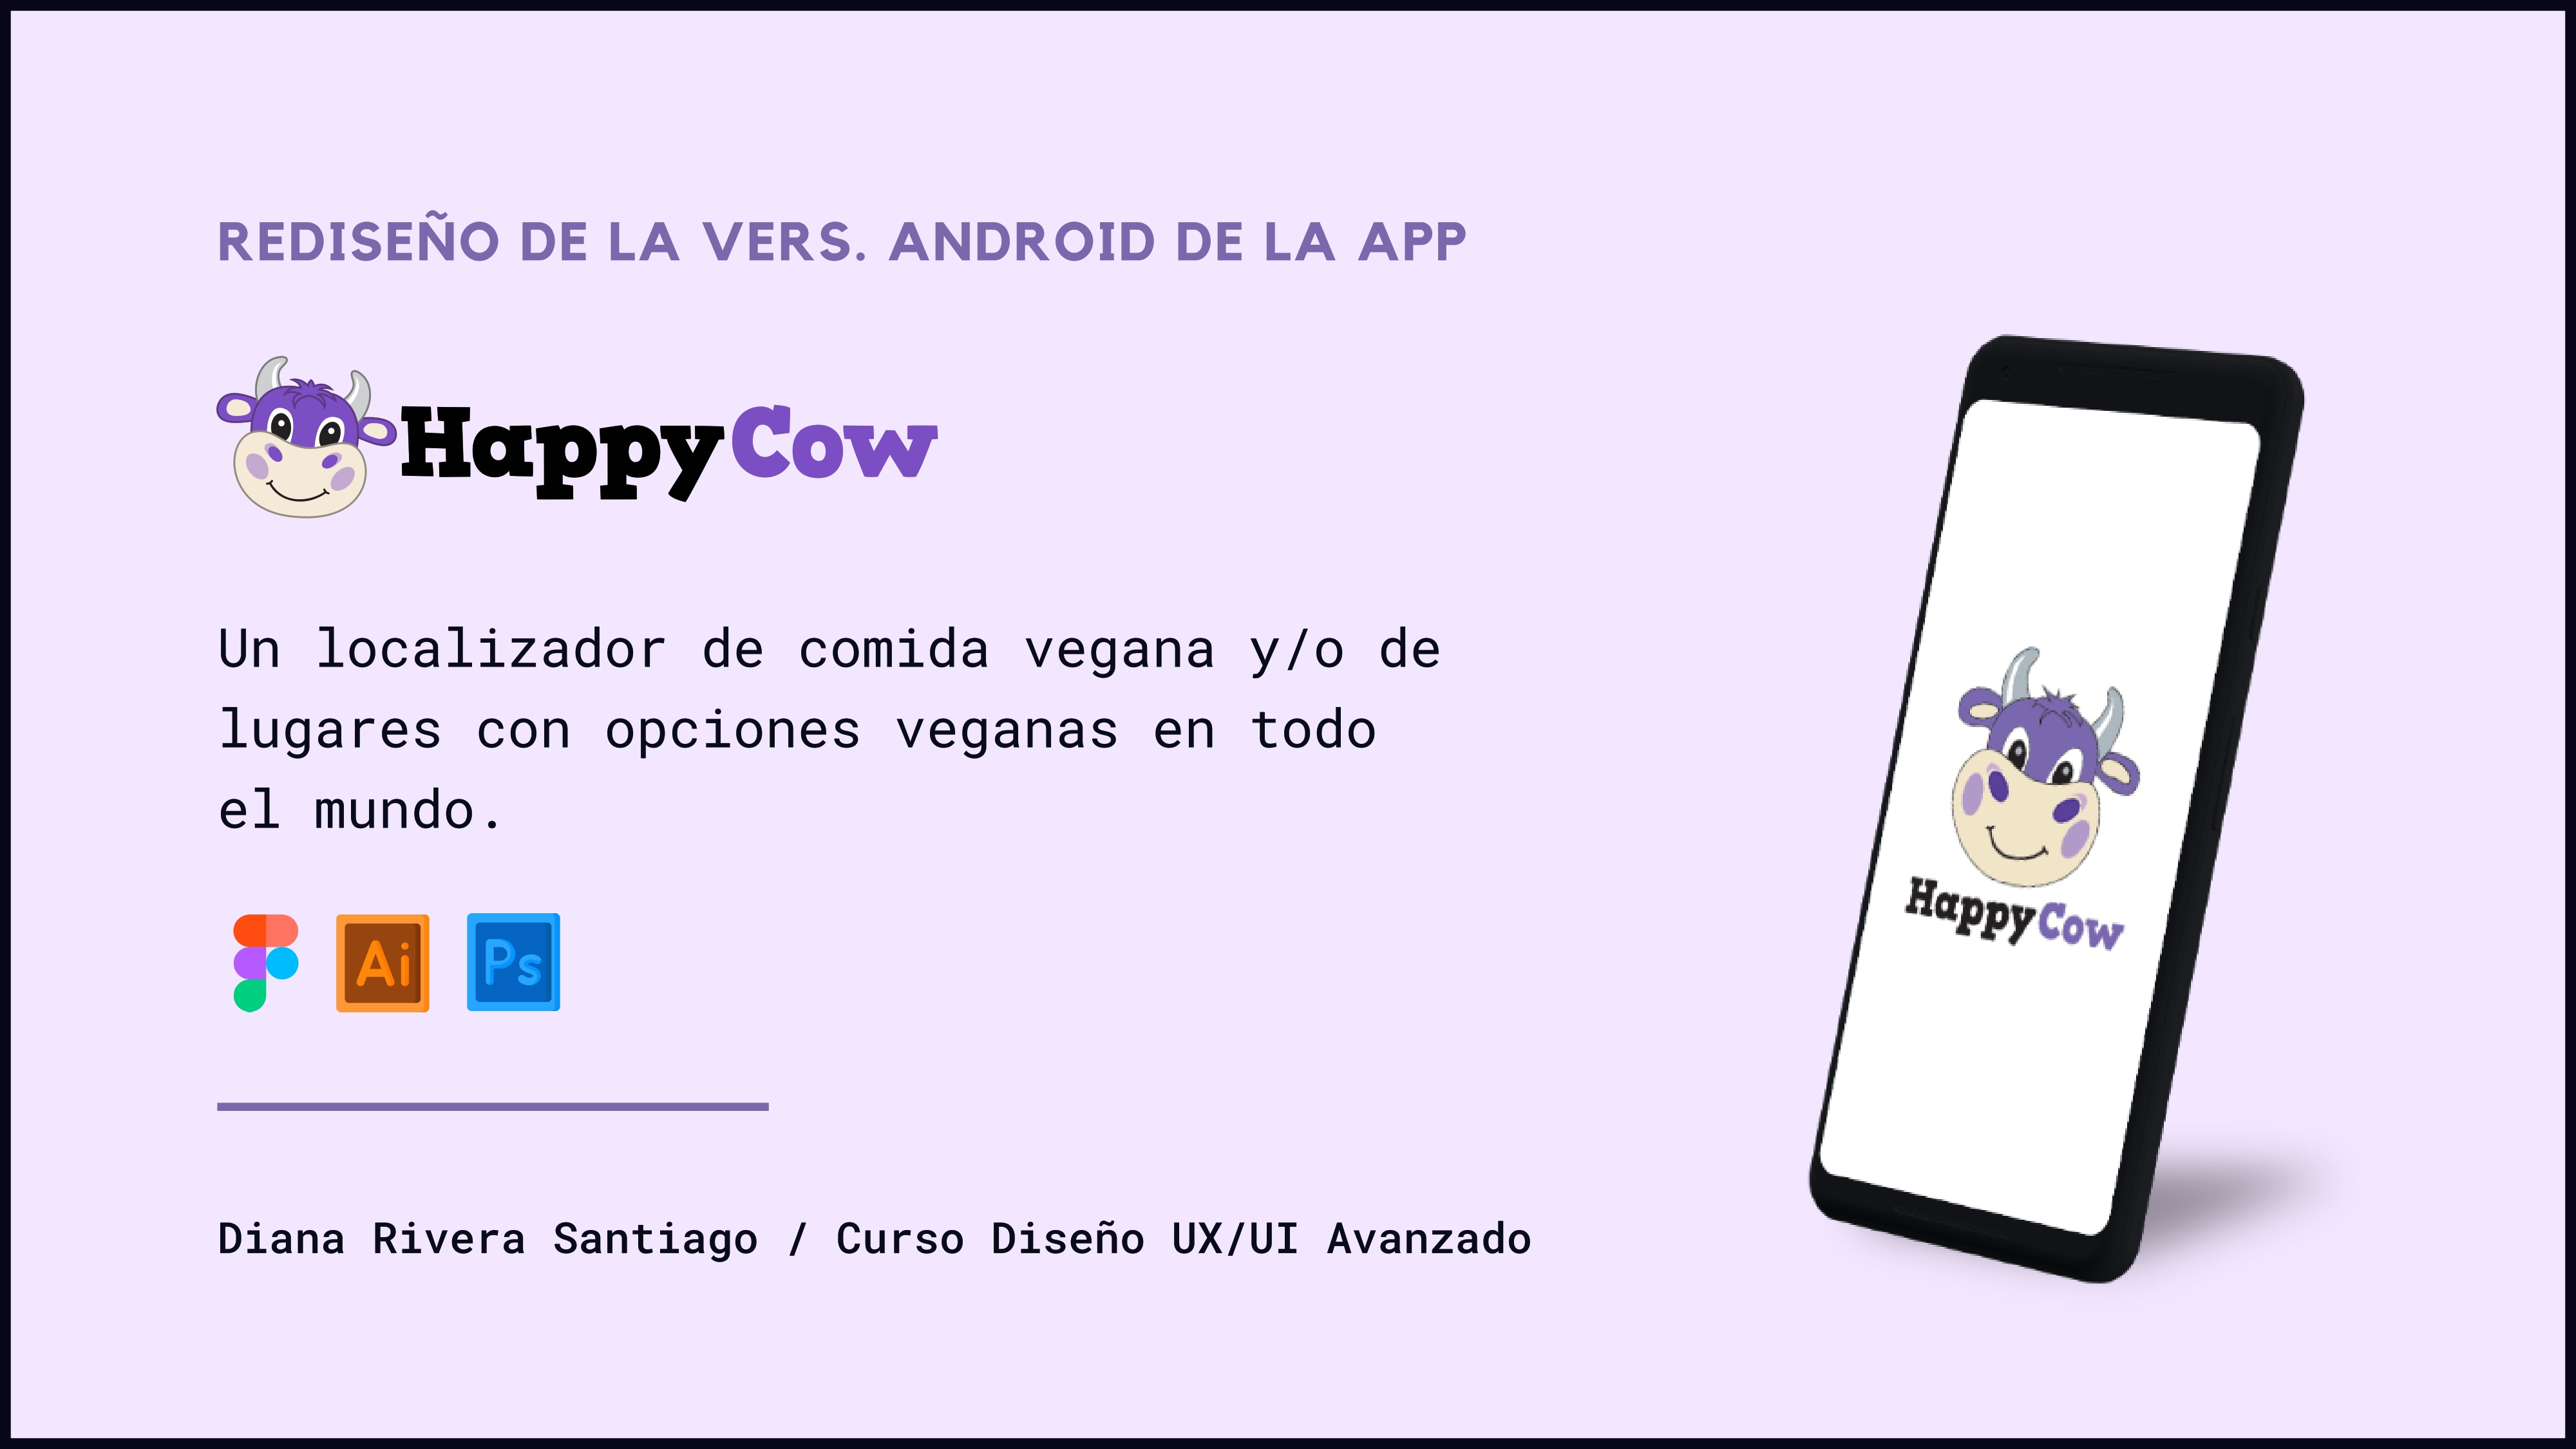 REDISEÑO DE LA VERS. ANDROID DE LA APP
HappyCow
Un localizador de comida vegana y/o de
lugares con opciones veganas en todo
el mundo.
Ai Ps
Diana Rivera Santiago / Curso Diseño UX/UI Avanzado
HappyCow